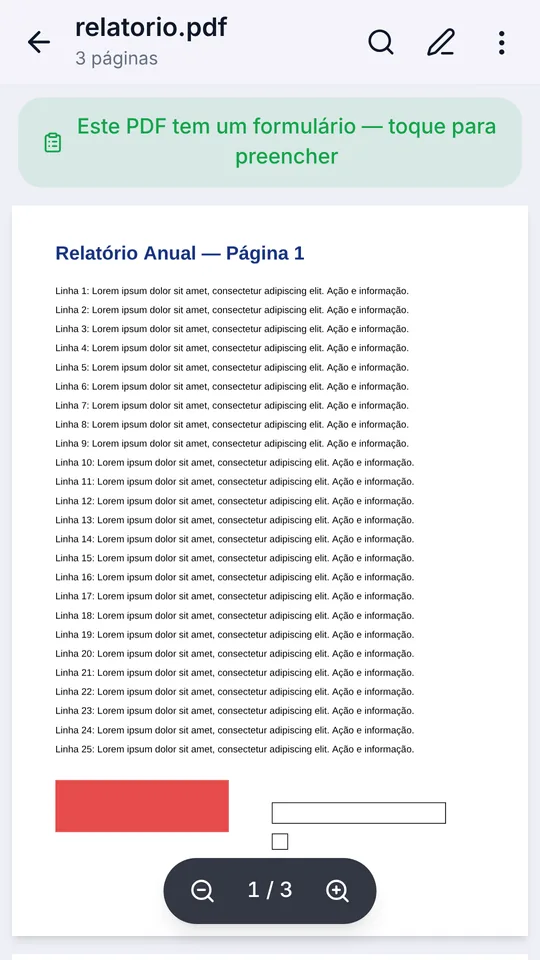 relatorio.pdf
3 páginas
Este PDF tem um formulário — toque para
preencher
Relatório Anual — Página 1
Linha 1: Lorem ipsum dolor sit amet, consectetur adipiscing elit. Ação e informação.
Linha 2: Lorem ipsum dolor sit amet, consectetur adipiscing elit. Ação e informação.
Linha 3: Lorem ipsum dolor sit amet, consectetur adipiscing elit. Ação e informação.
Linha 4: Lorem ipsum dolor sit amet, consectetur adipiscing elit. Ação e informação.
Linha 5: Lorem ipsum dolor sit amet, consectetur adipiscing elit. Ação e informação.
Linha 6: Lorem ipsum dolor sit amet, consectetur adipiscing elit. Ação e informação.
Linha 7: Lorem ipsum dolor sit amet, consectetur adipiscing elit. Ação e informação.
Linha 8: Lorem ipsum dolor sit amet, consectetur adipiscing elit. Ação e informação.
Linha 9: Lorem ipsum dolor sit amet, consectetur adipiscing elit. Ação e informação.
Linha 10: Lorem ipsum dolor sit amet, consectetur adipiscing elit. Ação e informação.
Linha 11: Lorem ipsum dolor sit amet, consectetur adipiscing elit. Ação e informação.
Linha 12: Lorem ipsum dolor sit amet, consectetur adipiscing elit. Ação e informação.
Linha 13: Lorem ipsum dolor sit amet, consectetur adipiscing elit. Ação e informação.
Linha 14: Lorem ipsum dolor sit amet, consectetur adipiscing elit. Ação e informação.
Linha 15: Lorem ipsum dolor sit amet, consectetur adipiscing elit. Ação e informação.
Linha 16: Lorem ipsum dolor sit amet, consectetur adipiscing elit. Ação e informação.
Linha 17: Lorem ipsum dolor sit amet, consectetur adipiscing elit. Ação e informação.
Linha 18: Lorem ipsum dolor sit amet, consectetur adipiscing elit. Ação e informação.
Linha 19: Lorem ipsum dolor sit amet, consectetur adipiscing elit. Ação e informação.
Linha 20: Lorem ipsum dolor sit amet, consectetur adipiscing elit. Ação e informação.
Linha 21: Lorem ipsum dolor sit amet, consectetur adipiscing elit. Ação e informação.
Linha 22: Lorem ipsum dolor sit amet, consectetur adipiscing elit. Ação e informação.
Linha 23: Lorem ipsum dolor sit amet, consectetur adipiscing elit. Ação e informação.
Linha 24: Lorem ipsum dolor sit amet, consectetur adipiscing elit. Ação e informação.
Linha 25: Lorem ipsum dolor sit amet, consectetur adipiscing elit. Ação e informação.
1 / 3